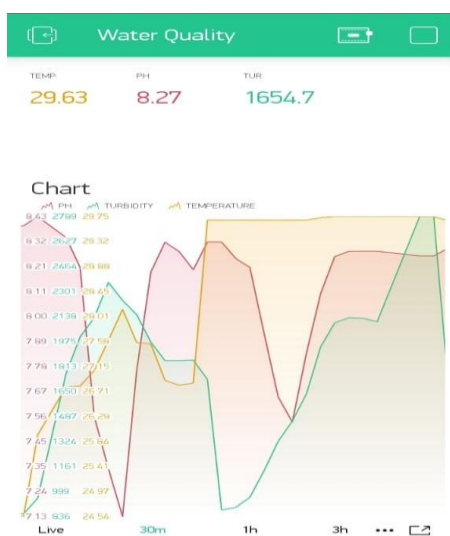 Water Quality
TEMP PH TUR
29.63 8.27 1654.7
Chart
PH TURBIDITY TEMPERATURE
8.43 2789 29.75
8.32 2627 29.32
8.21 2464 28.88
8.11 2301 28.45
8.00 2138 28.01
7.89 1975 27.58
7.78 1813 27.15
7.67 1650 26.71
7.56 1487 26.28
7.45 1324 25.84
7.35 1161 25.41
7.24 999 24.97
7.13 836 24.54
Live 30m 1h 3h